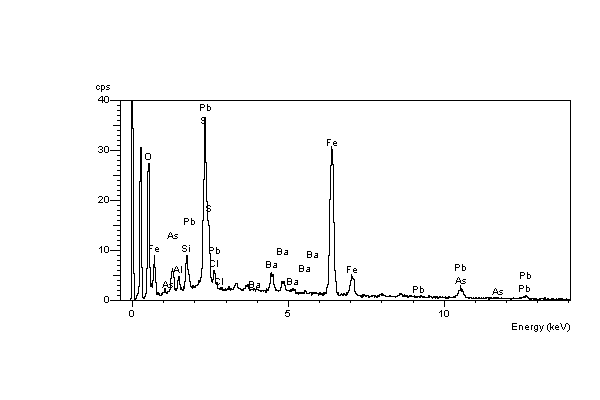 cps
40
30
20
10
0
O
Fe
As
As
Al
Pb
Si
Pb
S
S
Pb
Cl
Cl
Ba
Ba
Ba
Ba
Ba
Ba
Fe
Fe
Pb
Pb
As
As
Pb
Pb
0
5
10
Energy (keV)